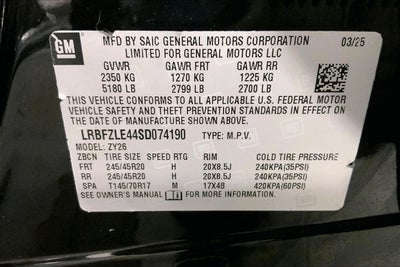 GM
MFD BY SAIC GENERAL MOTORS CORPORATION 03/25
LIMITED FOR GENERAL MOTORS LLC
GVWR GAWR FRT GAWR RR
2350 KG 1270 KG 1225 KG
5180 LB 2799 LB 2700 LB
THIS VEHICLE CONFORMS TO ALL APPLICABLE U.S. FEDERAL MOTOR
VEHICLE SAFETY AND THEFT PREVENTION STANDARDS IN EFFECT ON THE
DATE OF MANUFACTURE SHOWN ABOVE.
LRBFZLE44SD074190 TYPE: M.P.V.
MODEL: ZY26
ZBCN TIRE SIZE SPEED RTG RIM COLD TIRE PRESSURE
FRT 245/45R20 H 20X8.5J 240KPA(35PSI)
RR 245/45R20 H 20X8.5J 240KPA(35PSI)
SPA T145/70R17 M 17X4B 420KPA(60PSI)
SEE OWNER'S MANUAL FOR MORE INFORMATION.